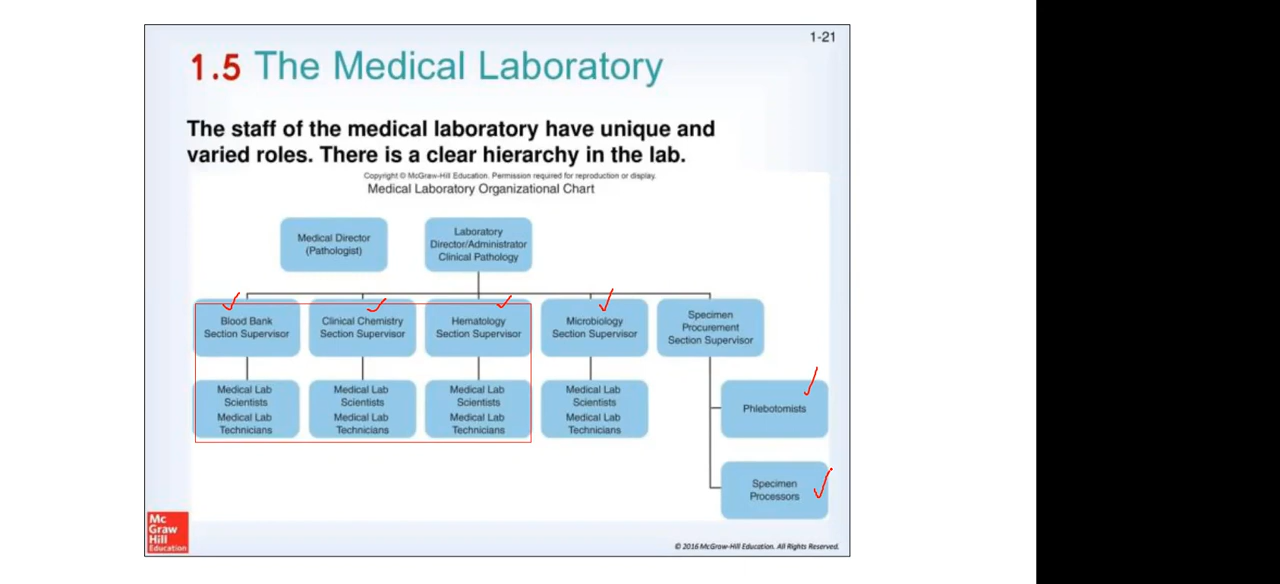 1-21
1.5 The Medical Laboratory
The staff of the medical laboratory have unique and
varied roles. There is a clear hierarchy in the lab.
Copyright © McGraw-Hill Education. Permission required for reproduction or display.
Medical Laboratory Organizational Chart
Medical Director
(Pathologist)
Laboratory
Director/Administrator
Clinical Pathology
Blood Bank
Section Supervisor
Clinical Chemistry
Section Supervisor
Hematology
Section Supervisor
Microbiology
Section Supervisor
Specimen
Procurement
Section Supervisor
Medical Lab
Scientists
Medical Lab
Technicians
Medical Lab
Scientists
Medical Lab
Technicians
Medical Lab
Scientists
Medical Lab
Technicians
Medical Lab
Scientists
Medical Lab
Technicians
Phlebotomists
Specimen
Processors
Mc
Graw
Hill
Education
© 2016 McGraw-Hill Education. All Rights Reserved.